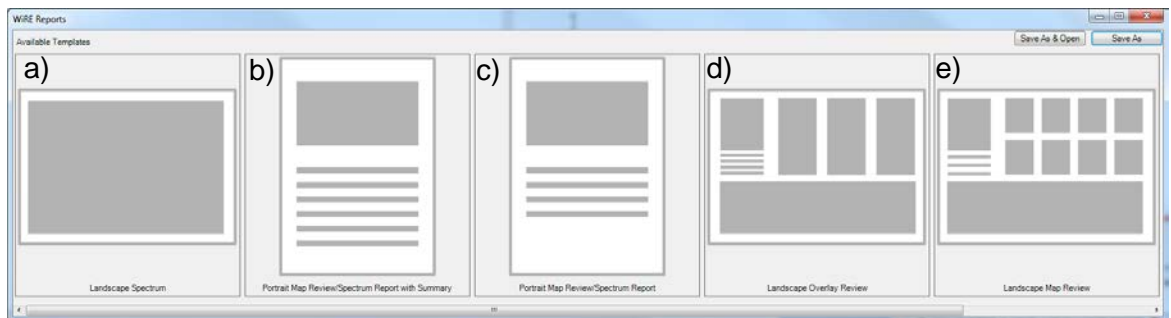 WiRE Reports
Available Templates
Save As & Open
Save As
a)
b)
c)
d)
e)
Landscape Spectrum
Portrait Map Review/Spectrum Report with Summary
Portrait Map Review/Spectrum Report
Landscape Overlay Review
Landscape Map Review